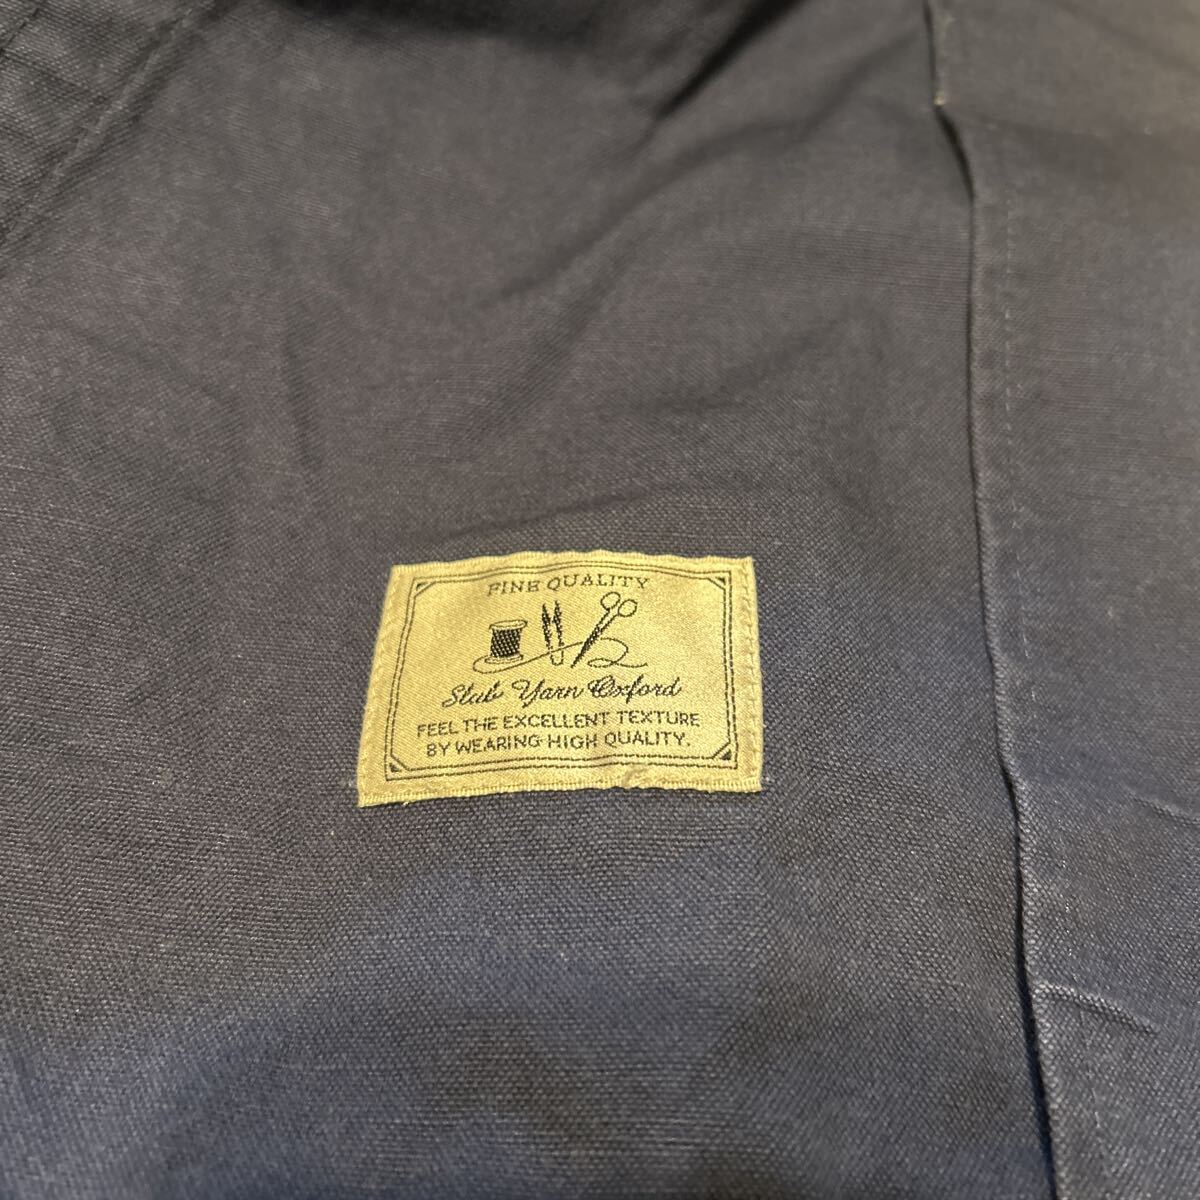 FINE QUALITY
Slub Yarn Oxford
FEEL THE EXCELLENT TEXTURE
BY WEARING HIGH QUALITY.